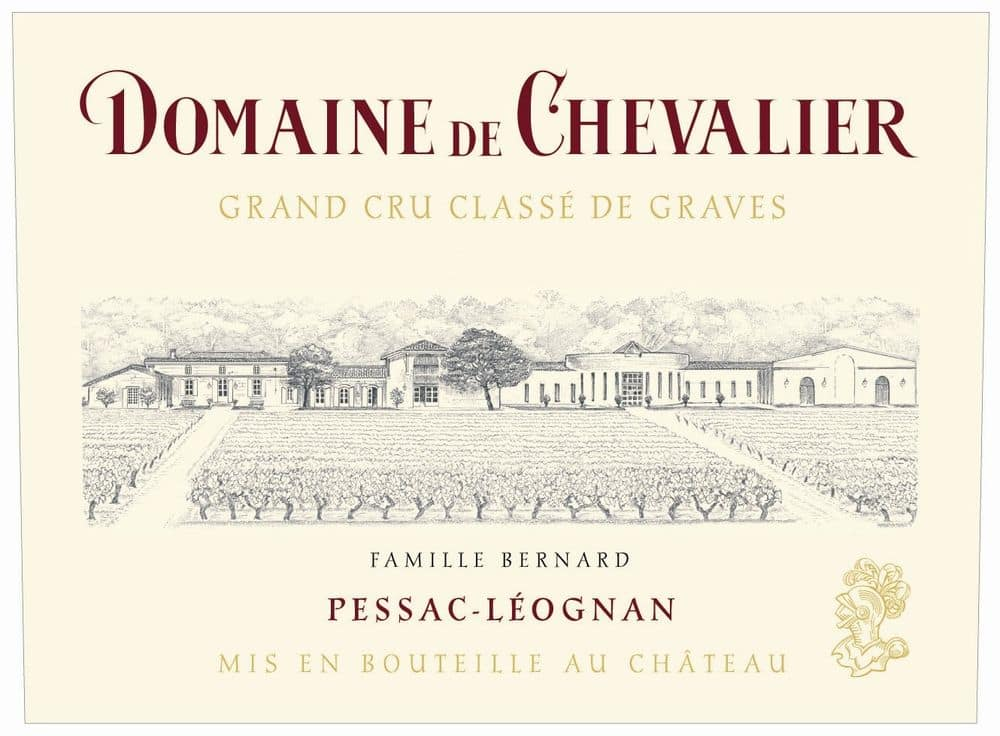 DOMAINE DE CHEVALIER
GRAND CRU CLASSÉ DE GRAVES
FAMILLE BERNARD
PESSAC-LÉOGNAN
MIS EN BOUTEILLE AU CHÂTEAU